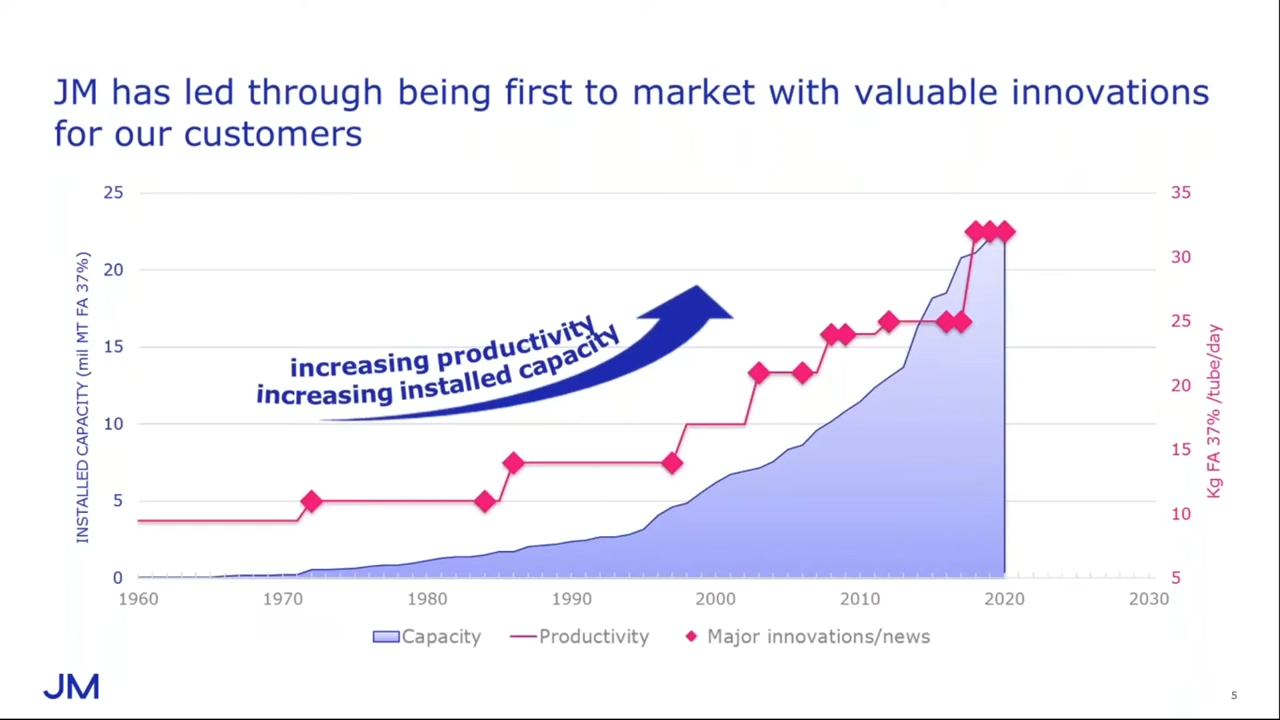 JM has led through being first to market with valuable innovations
for our customers
25
20
15
10
5
0
INSTALLED CAPACITY (mil MT FA 37%)
increasing productivity
increasing installed capacity
35
30
25
20
15
10
5
Kg FA 37% /tube/day
1960 1970 1980 1990 2000 2010 2020 2030
Capacity Productivity Major innovations/news
JM
5